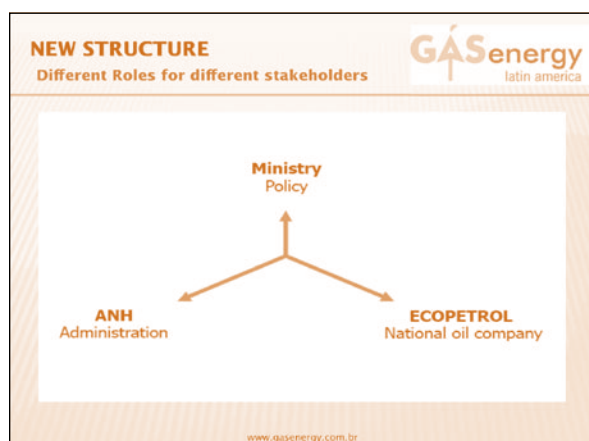 NEW STRUCTURE
Different Roles for different stakeholders
GÁSenergy
latin america
Ministry
Policy
ANH
Administration
ECOPETROL
National oil company
www.gasenergy.com.br